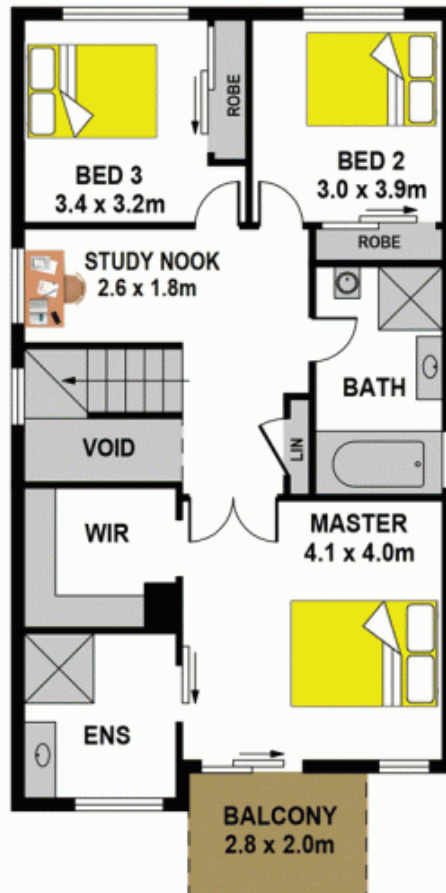 ROBE
BED 3
3.4 x 3.2m
BED 2
3.0 x 3.9m
ROBE
STUDY NOOK
2.6 x 1.8m
BATH
VOID
LIN
WIR
MASTER
4.1 x 4.0m
ENS
BALCONY
2.8 x 2.0m